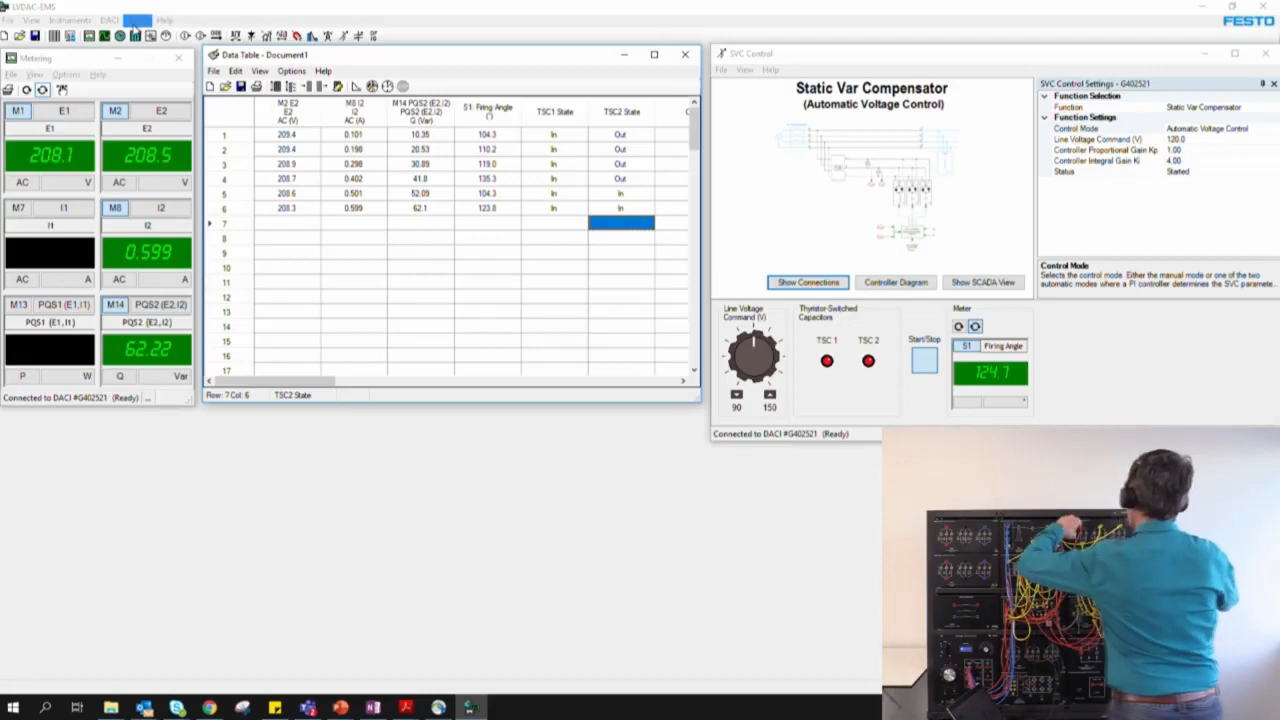 LVDAC-EMS
File View Instruments DACI Help
FESTO
Metering
File View Options Help
M1 E1 M2 E2
E1 E2
208.1 208.5
AC V AC V
M7 I1 M8 I2
I1 I2
0.599
AC A AC A
M13 PQS1 (E1,I1) M14 PQS2 (E2,I2)
PQS1 (E1,I1) PQS2 (E2,I2)
62.22
P W Q Var
Connected to DACI #G402521 (Ready) ...
Data Table - Document1
File Edit View Options Help
M2 E2 M8 I2 M14 PQS2 (E2,I2) S1: Firing Angle TSC1 State TSC2 State
E2 I2 PQS2 (E2,I2) (°)
AC (V) AC (A) Q (Var)
1 209.4 0.101 10.35 104.3 In Out
2 209.4 0.198 20.53 110.2 In Out
3 208.9 0.298 30.89 119.0 In Out
4 208.7 0.402 41.8 135.3 In Out
5 208.6 0.501 52.09 104.3 In In
6 208.3 0.599 62.1 123.8 In In
7
8
9
10
11
12
13
14
15
16
17
Row: 7 Col: 6 TSC2 State
SVC Control
File View Help
Static Var Compensator
(Automatic Voltage Control)
Show Connections Controller Diagram Show SCADA View
SVC Control Settings - G402521
Function Selection
Function Static Var Compensator
Function Settings
Control Mode Automatic Voltage Control
Line Voltage Command (V) 120.0
Controller Proportional Gain Kp 1.00
Controller Integral Gain Ki 4.00
Status Started
Control Mode
Selects the control mode. Either the manual mode or one of the two
automatic modes where a PI controller determines the SVC paramete...
Line Voltage
Command (V)
90 150
Thyristor-Switched
Capacitors
TSC 1 TSC 2
Start/Stop
Meter
S1 Firing Angle
124.7
°
Connected to DACI #G402521 (Ready)